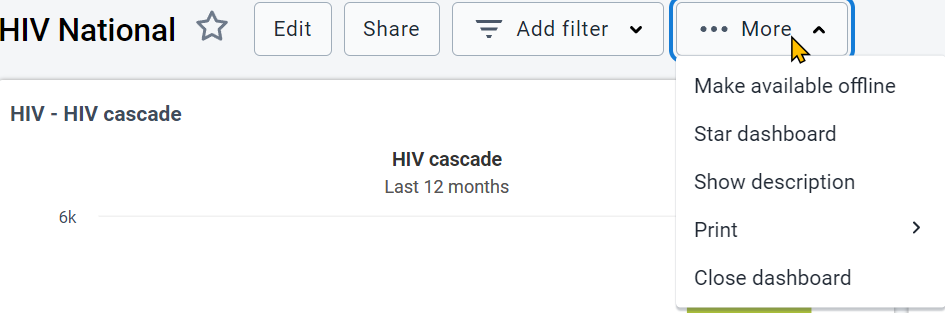 HIV National
Edit
Share
Add filter
More
Make available offline
Star dashboard
Show description
Print
Close dashboard
HIV - HIV cascade
HIV cascade
Last 12 months
6k